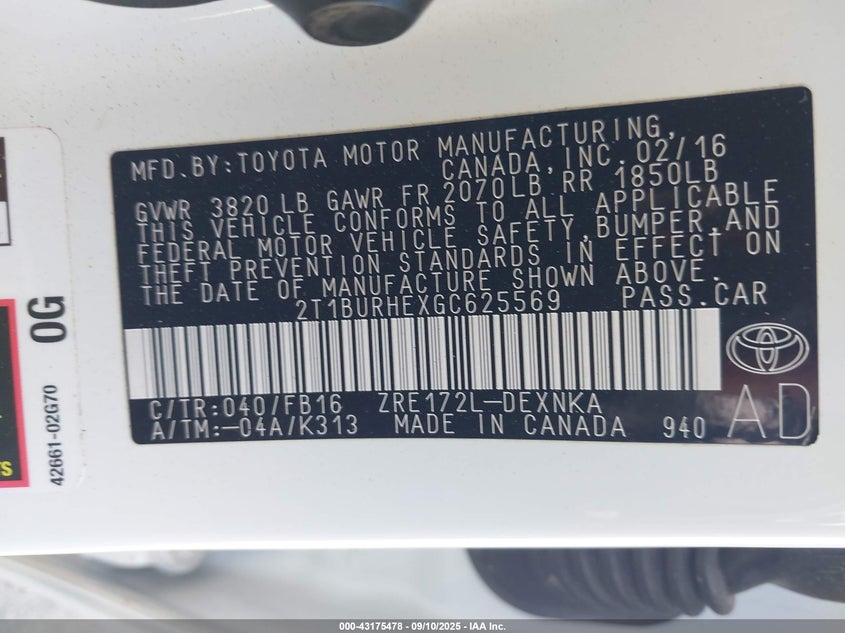 MFD.BY:TOYOTA MOTOR MANUFACTURING,
CANADA,INC.02/16
GVWR 3820 LB GAWR FR 2070LB RR 1850LB
THIS VEHICLE CONFORMS TO ALL APPLICABLE
FEDERAL MOTOR VEHICLE SAFETY,BUMPER,AND
THEFT PREVENTION STANDARDS IN EFFECT ON
THE DATE OF MANUFACTURE SHOWN ABOVE.
2T1BURHEXGC625569 PASS.CAR
C/TR:040/FB16 ZRE172L-DEXNKA
A/TM:-04A/K313 MADE IN CANADA 940
AD
0G
42661-02G70
000-43175478 - 09/10/2025 - IAA Inc.